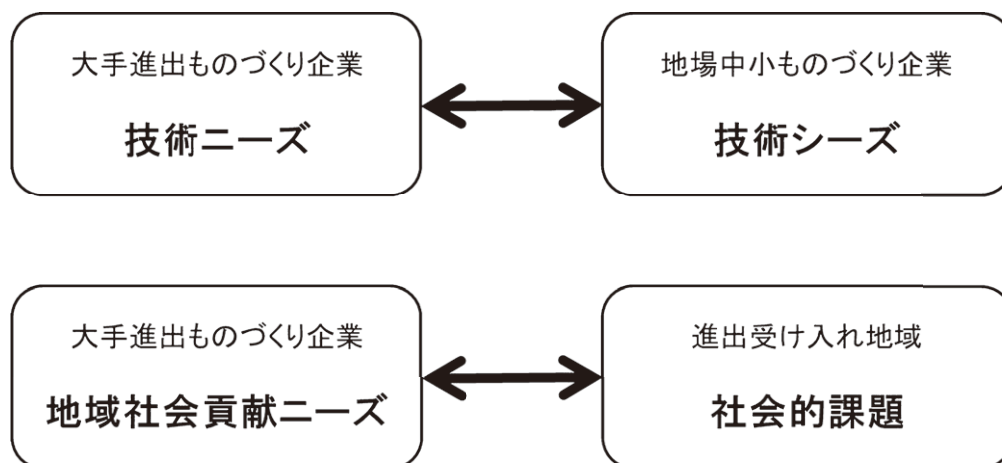 大手進出ものづくり企業
技術ニーズ
地場中小ものづくり企業
技術シーズ
大手進出ものづくり企業
地域社会貢献ニーズ
進出受け入れ地域
社会的課題